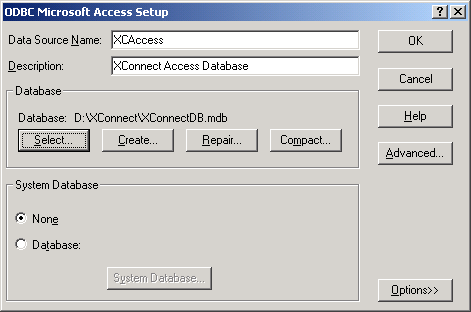 ODBC Microsoft Access Setup
Data Source Name: XCAccess
OK
Description: XConnect Access Database
Cancel
Database
Database: D:\XConnect\XConnectDB.mdb
Help
Select... Create... Repair... Compact...
Advanced...
System Database
None
Database:
System Database...
Options>>